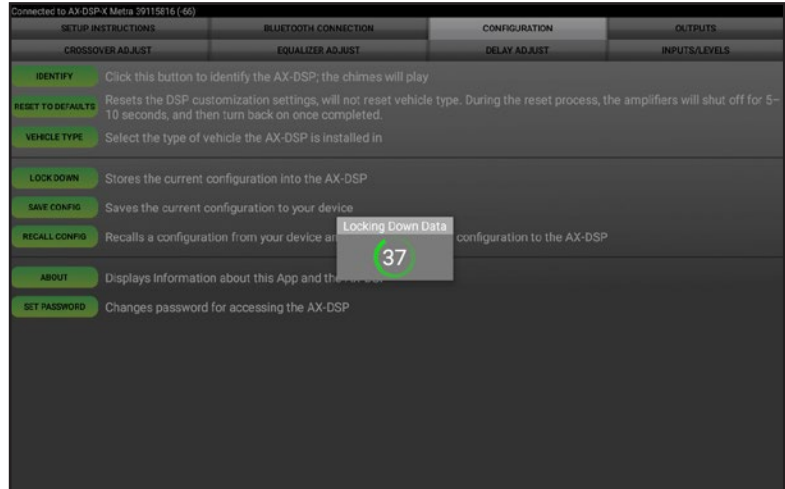 Connected to AX-DSP-X Metra 39115816 (-66)
SETUP INSTRUCTIONS
BLUETOOTH CONNECTION
CONFIGURATION
OUTPUTS
CROSSOVER ADJUST
EQUALIZER ADJUST
DELAY ADJUST
INPUTS/LEVELS
IDENTIFY
Click this button to identify the AX-DSP; the chimes will play
RESET TO DEFAULTS
Resets the DSP customization settings, will not reset vehicle type. During the reset process, the amplifiers will shut off for 5–
10 seconds, and then turn back on once completed.
VEHICLE TYPE
Select the type of vehicle the AX-DSP is installed in
LOCK DOWN
Stores the current configuration into the AX-DSP
SAVE CONFIG
Saves the current configuration to your device
RECALL CONFIG
Recalls a configuration from your device an
configuration to the AX-DSP
Locking Down Data
37
ABOUT
Displays Information about this App and the
SET PASSWORD
Changes password for accessing the AX-DSP